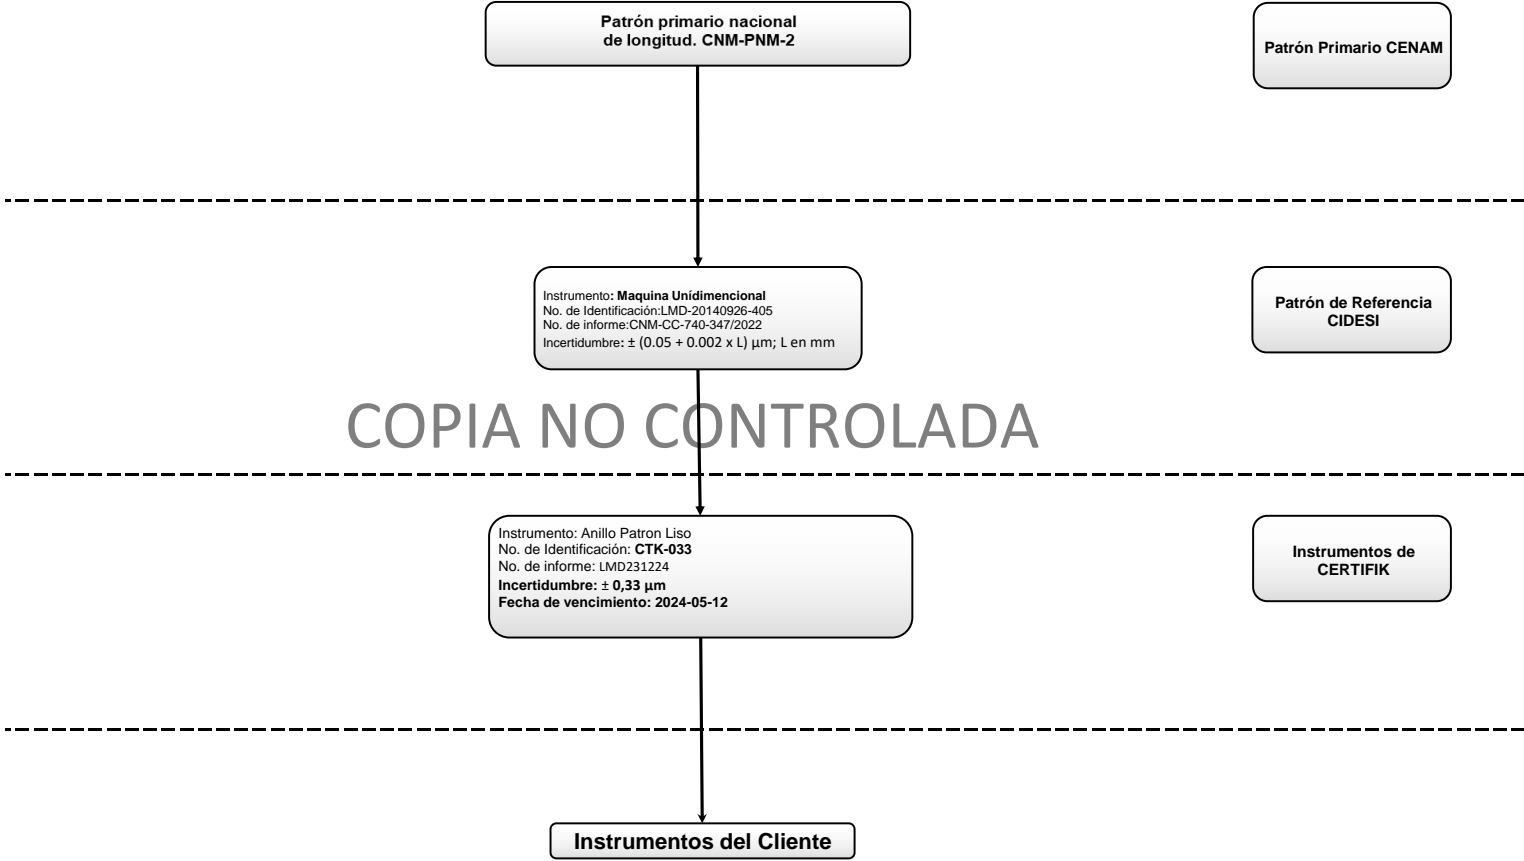 Patrón primario nacional
de longitud. CNM-PNM-2
Patrón Primario CENAM
Instrumento: Maquina Unídimencional
No. de Identificación:LMD-20140926-405
No. de informe:CNM-CC-740-347/2022
Incertidumbre: ± (0.05 + 0.002 x L) µm; L en mm
Patrón de Referencia
CIDESI
COPIA NO CONTROLADA
Instrumento: Anillo Patron Liso
No. de Identificación: CTK-033
No. de informe: LMD231224
Incertidumbre: ± 0,33 µm
Fecha de vencimiento: 2024-05-12
Instrumentos de
CERTIFIK
Instrumentos del Cliente